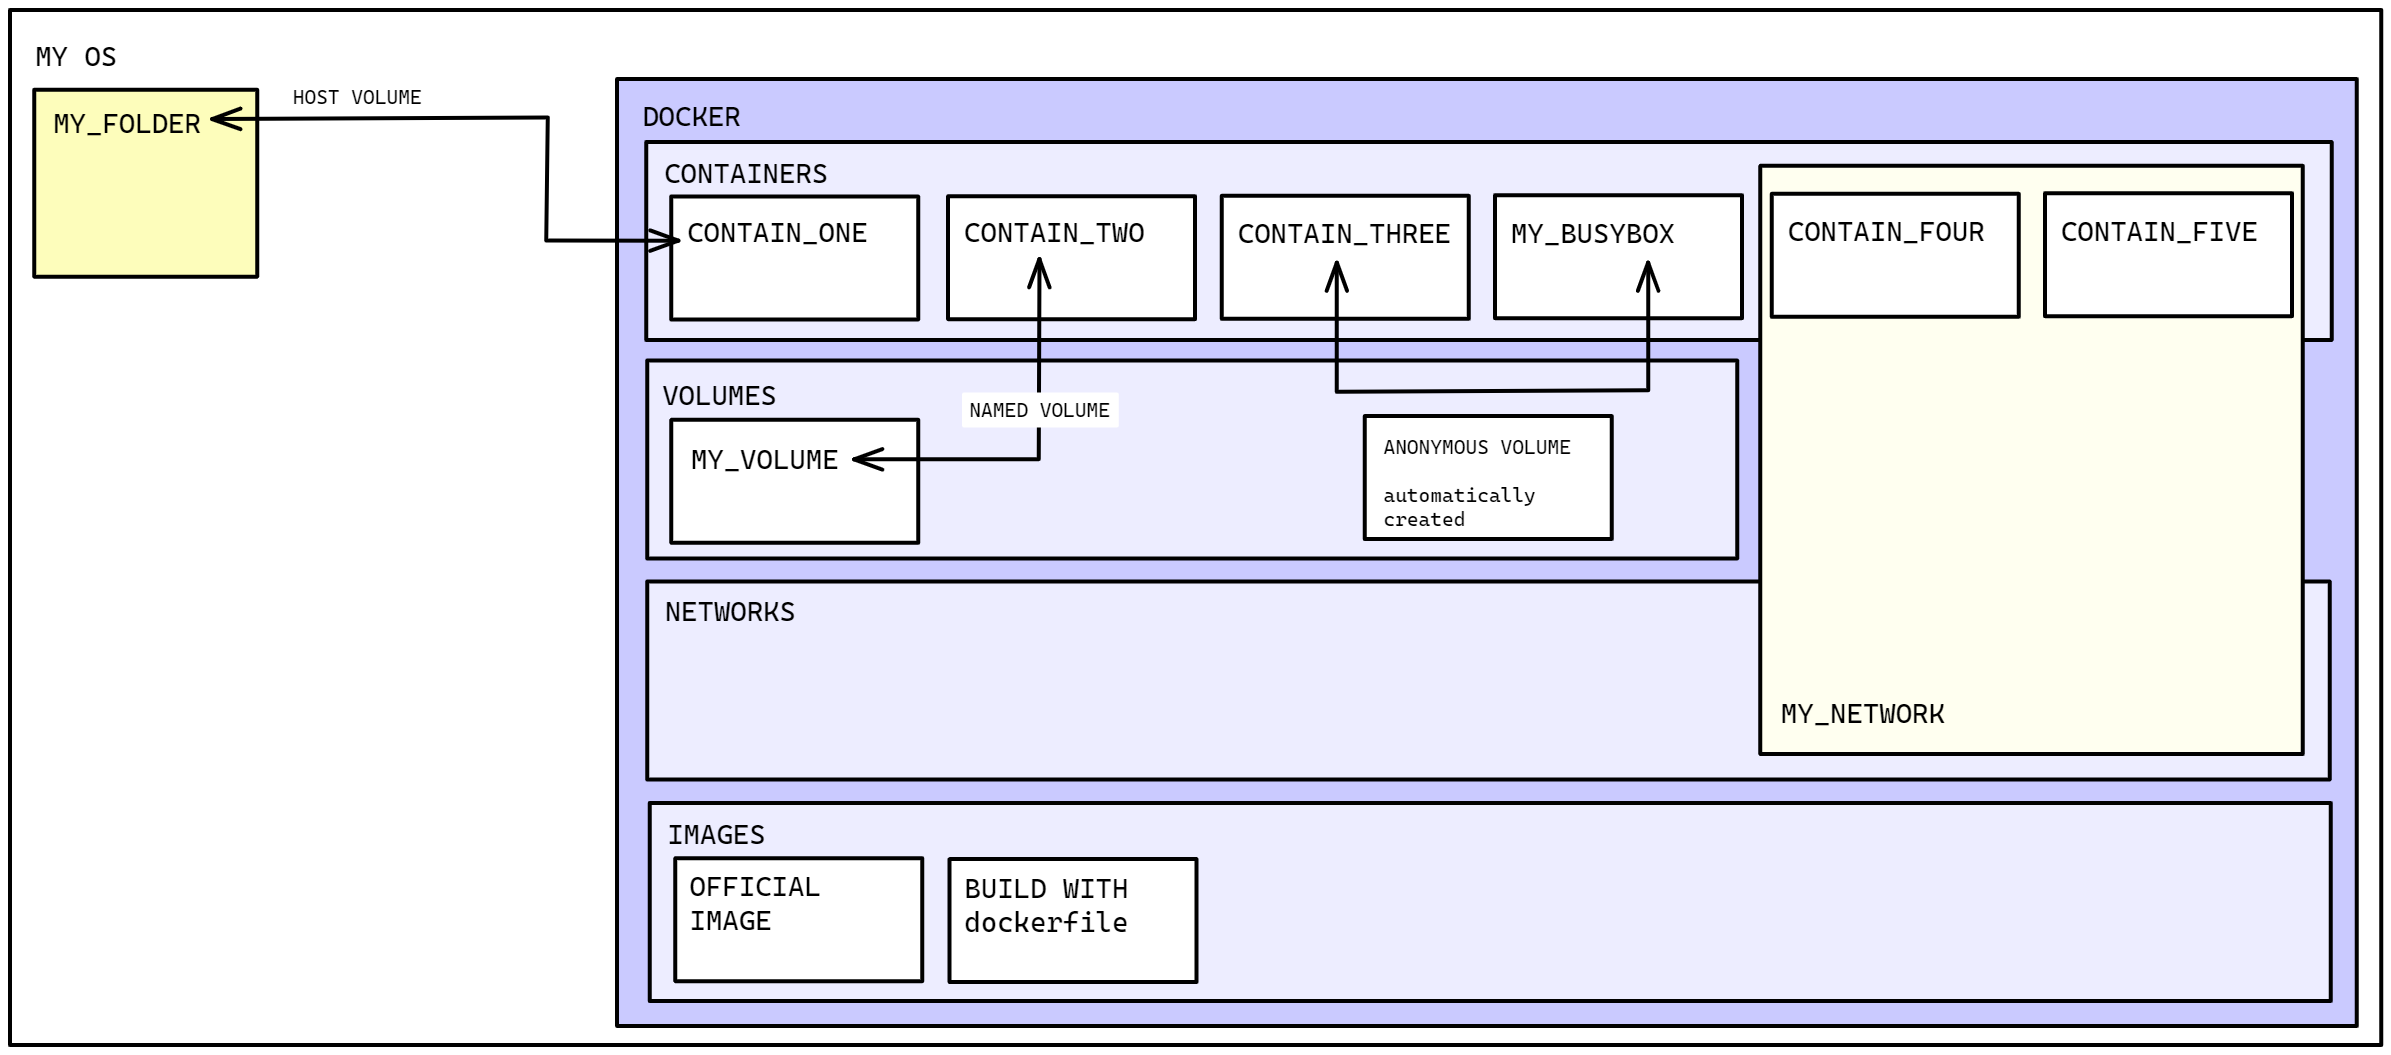 MY OS
MY_FOLDER
HOST VOLUME
DOCKER
CONTAINERS
CONTAIN_ONE
CONTAIN_TWO
CONTAIN_THREE
MY_BUSYBOX
CONTAIN_FOUR
CONTAIN_FIVE
VOLUMES
NAMED VOLUME
MY_VOLUME
ANONYMOUS VOLUME
automatically
created
NETWORKS
MY_NETWORK
IMAGES
OFFICIAL
IMAGE
BUILD WITH
dockerfile